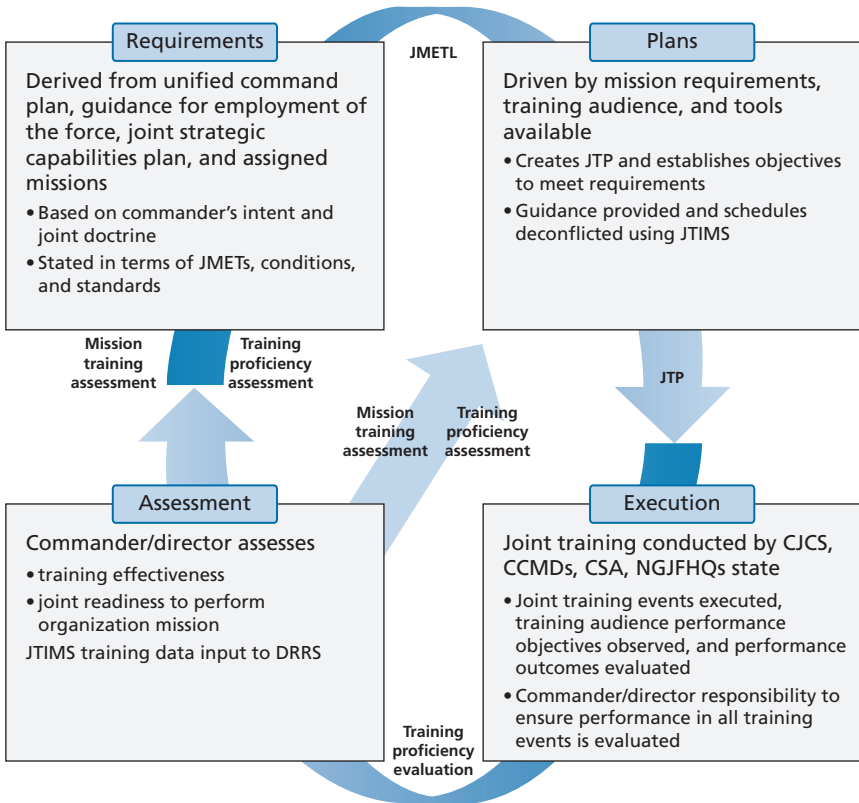 Requirements
Derived from unified command
plan, guidance for employment of
the force, joint strategic
capabilities plan, and assigned
missions
• Based on commander’s intent and
joint doctrine
• Stated in terms of JMETs, conditions,
and standards
JMETL
Plans
Driven by mission requirements,
training audience, and tools
available
• Creates JTP and establishes objectives
to meet requirements
• Guidance provided and schedules
deconflicted using JTIMS
Mission
training
assessment
Training
proficiency
assessment
Mission
training
assessment
Training
proficiency
assessment
JTP
Assessment
Commander/director assesses
• training effectiveness
• joint readiness to perform
organization mission
JTIMS training data input to DRRS
Execution
Joint training conducted by CJCS,
CCMDs, CSA, NGJFHQs state
• Joint training events executed,
training audience performance
objectives observed, and performance
outcomes evaluated
• Commander/director responsibility to
ensure performance in all training
events is evaluated
Training
proficiency
evaluation